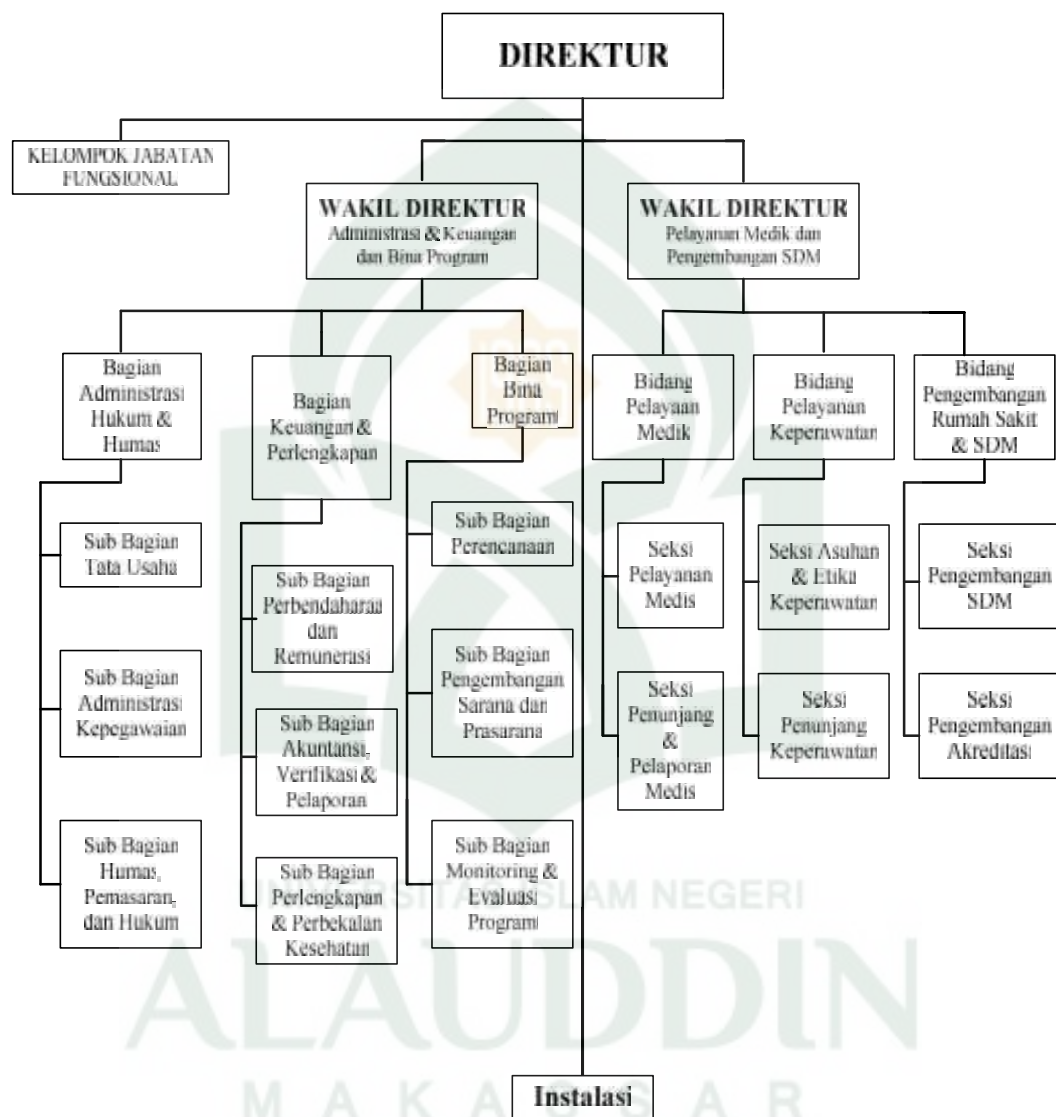 DIREKTUR
KELOMPOK JABATAN
FUNGSIONAL
WAKIL DIREKTUR
Administrasi & Keuangan
dan Bina Program
WAKIL DIREKTUR
Pelayanan Medik dan
Pengembangan SDM
Bagian
Administrasi
Hukum &
Humas
Bagian
Keuangan &
Perlengkapan
Bagian
Bina
Program
Bidang
Pelayaan
Medik
Bidang
Pelayanan
Keperawatan
Bidang
Pengembangan
Rumah Sakit
& SDM
Sub Bagian
Tata Usaha
Sub Bagian
Administrasi
Kepegawaian
Sub Bagian
Humas,
Pemasaran,
dan Hukum
Sub Bagian
Perbendaharaa
dan
Remunerasi
Sub Bagian
Akuntansi,
Verifikasi &
Pelaporan
Sub Bagian
Perlengkapan
& Perbekalan
Kesehatan
Sub Bagian
Perencanaan
Sub Bagian
Pengembangan
Sarana dan
Prasarana
Sub Bagian
Monitoring &
Evaluasi
Program
Seksi
Pelayanan
Medis
Seksi
Penunjang
&
Pelaporan
Medis
Seksi Asuhan
& Etika
Keperawatan
Seksi
Penunjang
Keperawatan
Seksi
Pengembangan
SDM
Seksi
Pengembangan
Akreditasi
UNIVERSITAS ISLAM NEGERI
ALAUDDIN
MAKASSAR
Instalasi